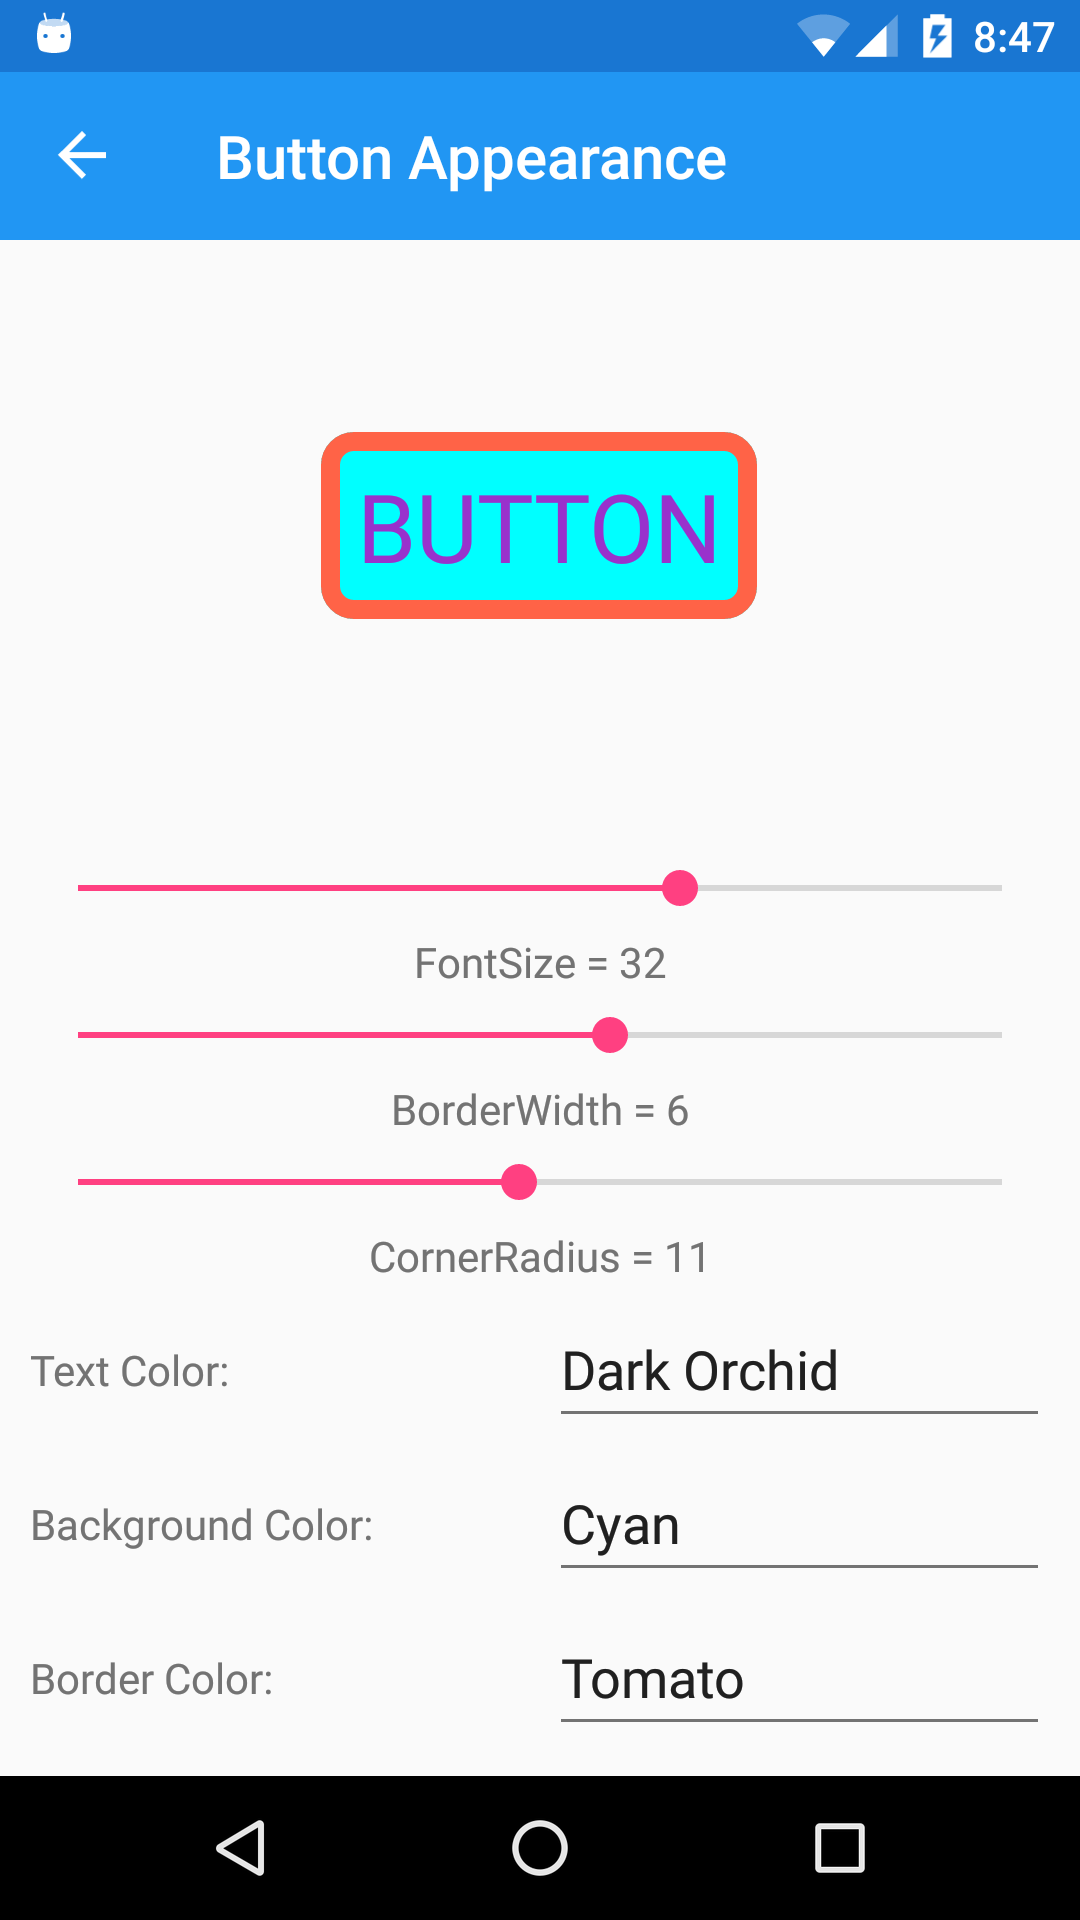 8:47
Button Appearance
BUTTON
FontSize = 32
BorderWidth = 6
CornerRadius = 11
Text Color: Dark Orchid
Background Color: Cyan
Border Color: Tomato